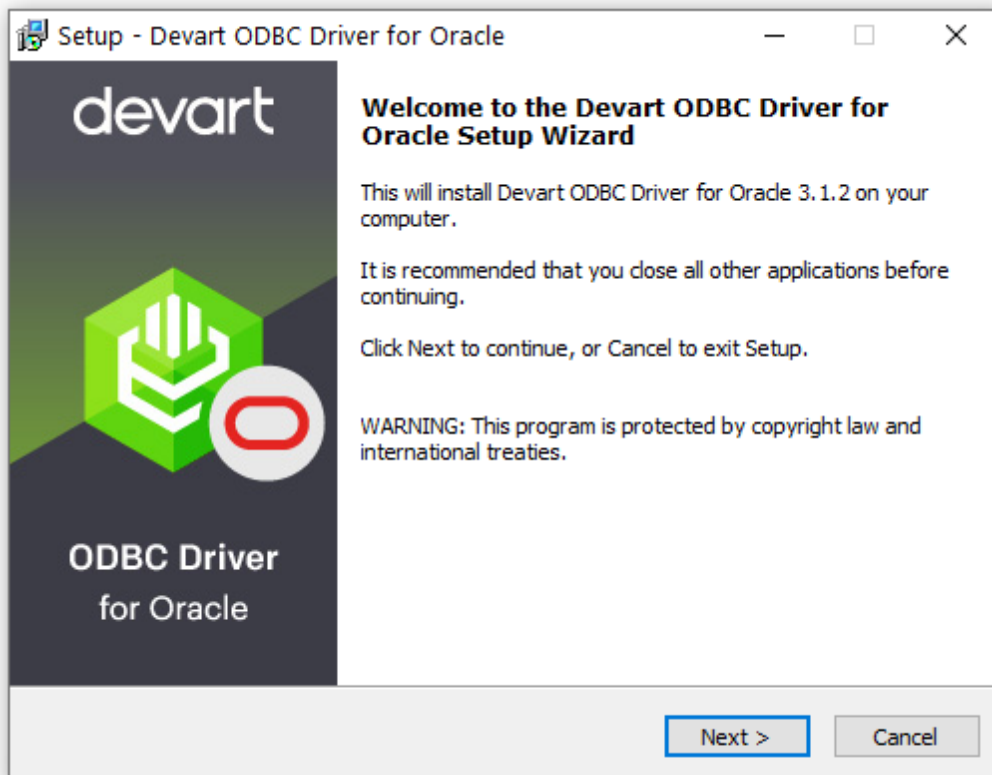 Setup - Devart ODBC Driver for Oracle
devart
Welcome to the Devart ODBC Driver for
Oracle Setup Wizard
This will install Devart ODBC Driver for Oracle 3.1.2 on your
computer.
It is recommended that you close all other applications before
continuing.
Click Next to continue, or Cancel to exit Setup.
WARNING: This program is protected by copyright law and
international treaties.
ODBC Driver
for Oracle
Next >
Cancel